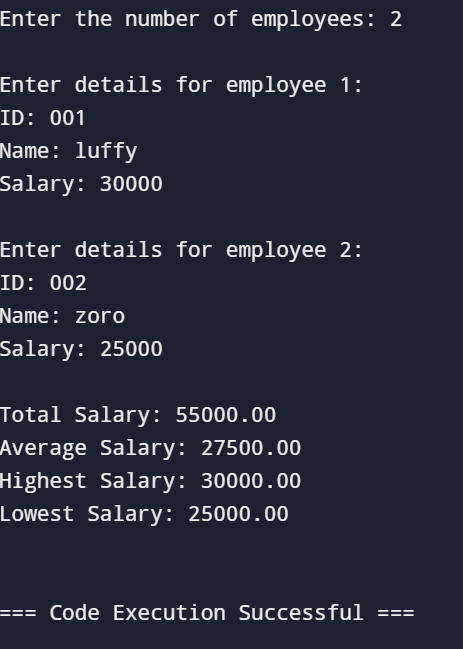 Enter the number of employees: 2
Enter details for employee 1:
ID: 001
Name: luffy
Salary: 30000
Enter details for employee 2:
ID: 002
Name: zoro
Salary: 25000
Total Salary: 55000.00
Average Salary: 27500.00
Highest Salary: 30000.00
Lowest Salary: 25000.00
=== Code Execution Successful ===